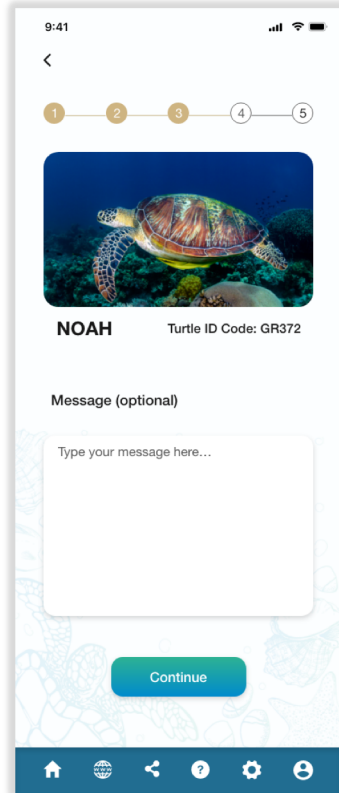 9:41
1 2 3 4 5
NOAH Turtle ID Code: GR372
Message (optional)
Type your message here...
Continue
www
?